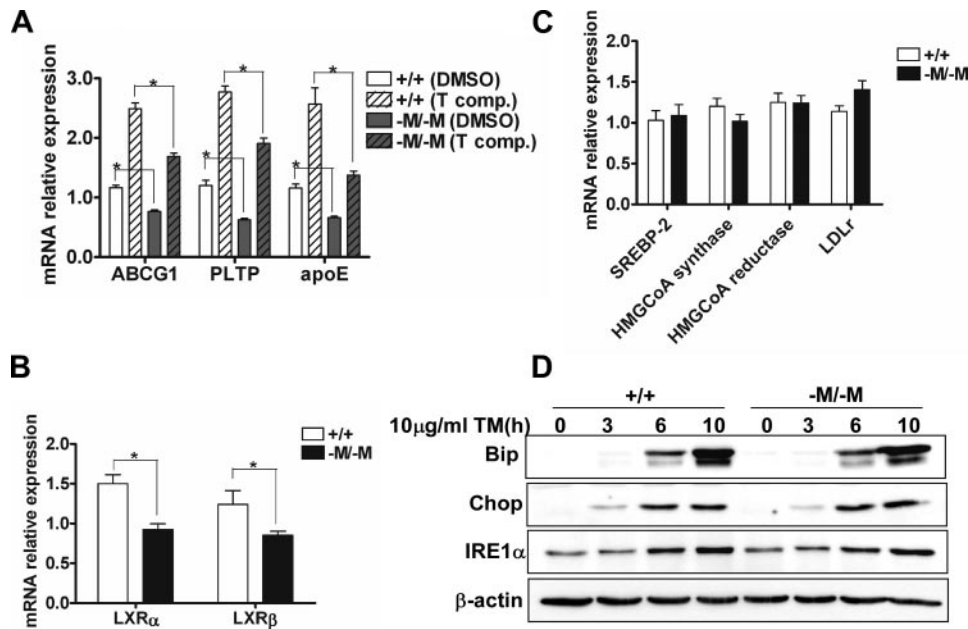 A
mRNA relative expression
4.0
3.0
2.0
1.0
0.0
* * *
* * *
ABCG1 PLTP apoE
+/+ (DMSO)
+/+ (T comp.)
-M/-M (DMSO)
-M/-M (T comp.)
C
mRNA relative expression
2.0
1.5
1.0
0.5
0.0
SREBP-2
HMGCoA synthase
HMGCoA reductase
LDLr
+/+
-M/-M
B
mRNA relative expression
2.0
1.5
1.0
0.5
0.0
* *
LXRα LXRβ
+/+
-M/-M
D
+/+ -M/-M
10μg/ml TM(h) 0 3 6 10 0 3 6 10
Bip
Chop
IRE1α
β-actin